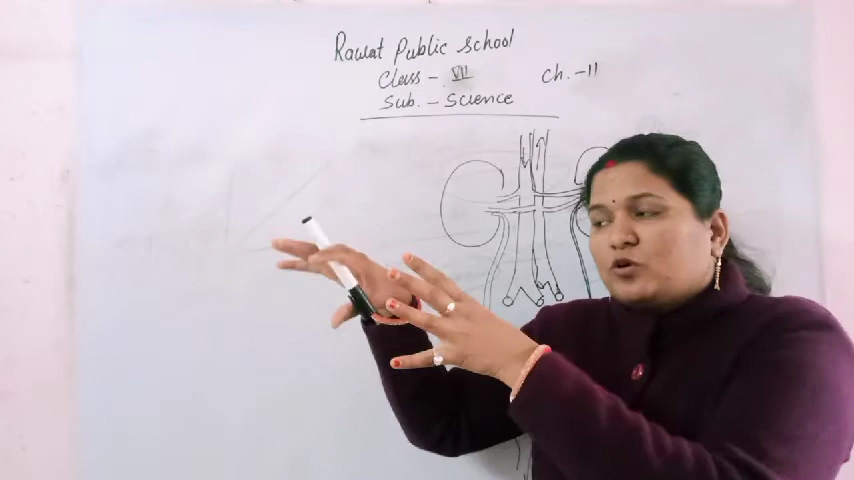 Rawat Public School
Class - VII
Ch. - 11
Sub. - Science